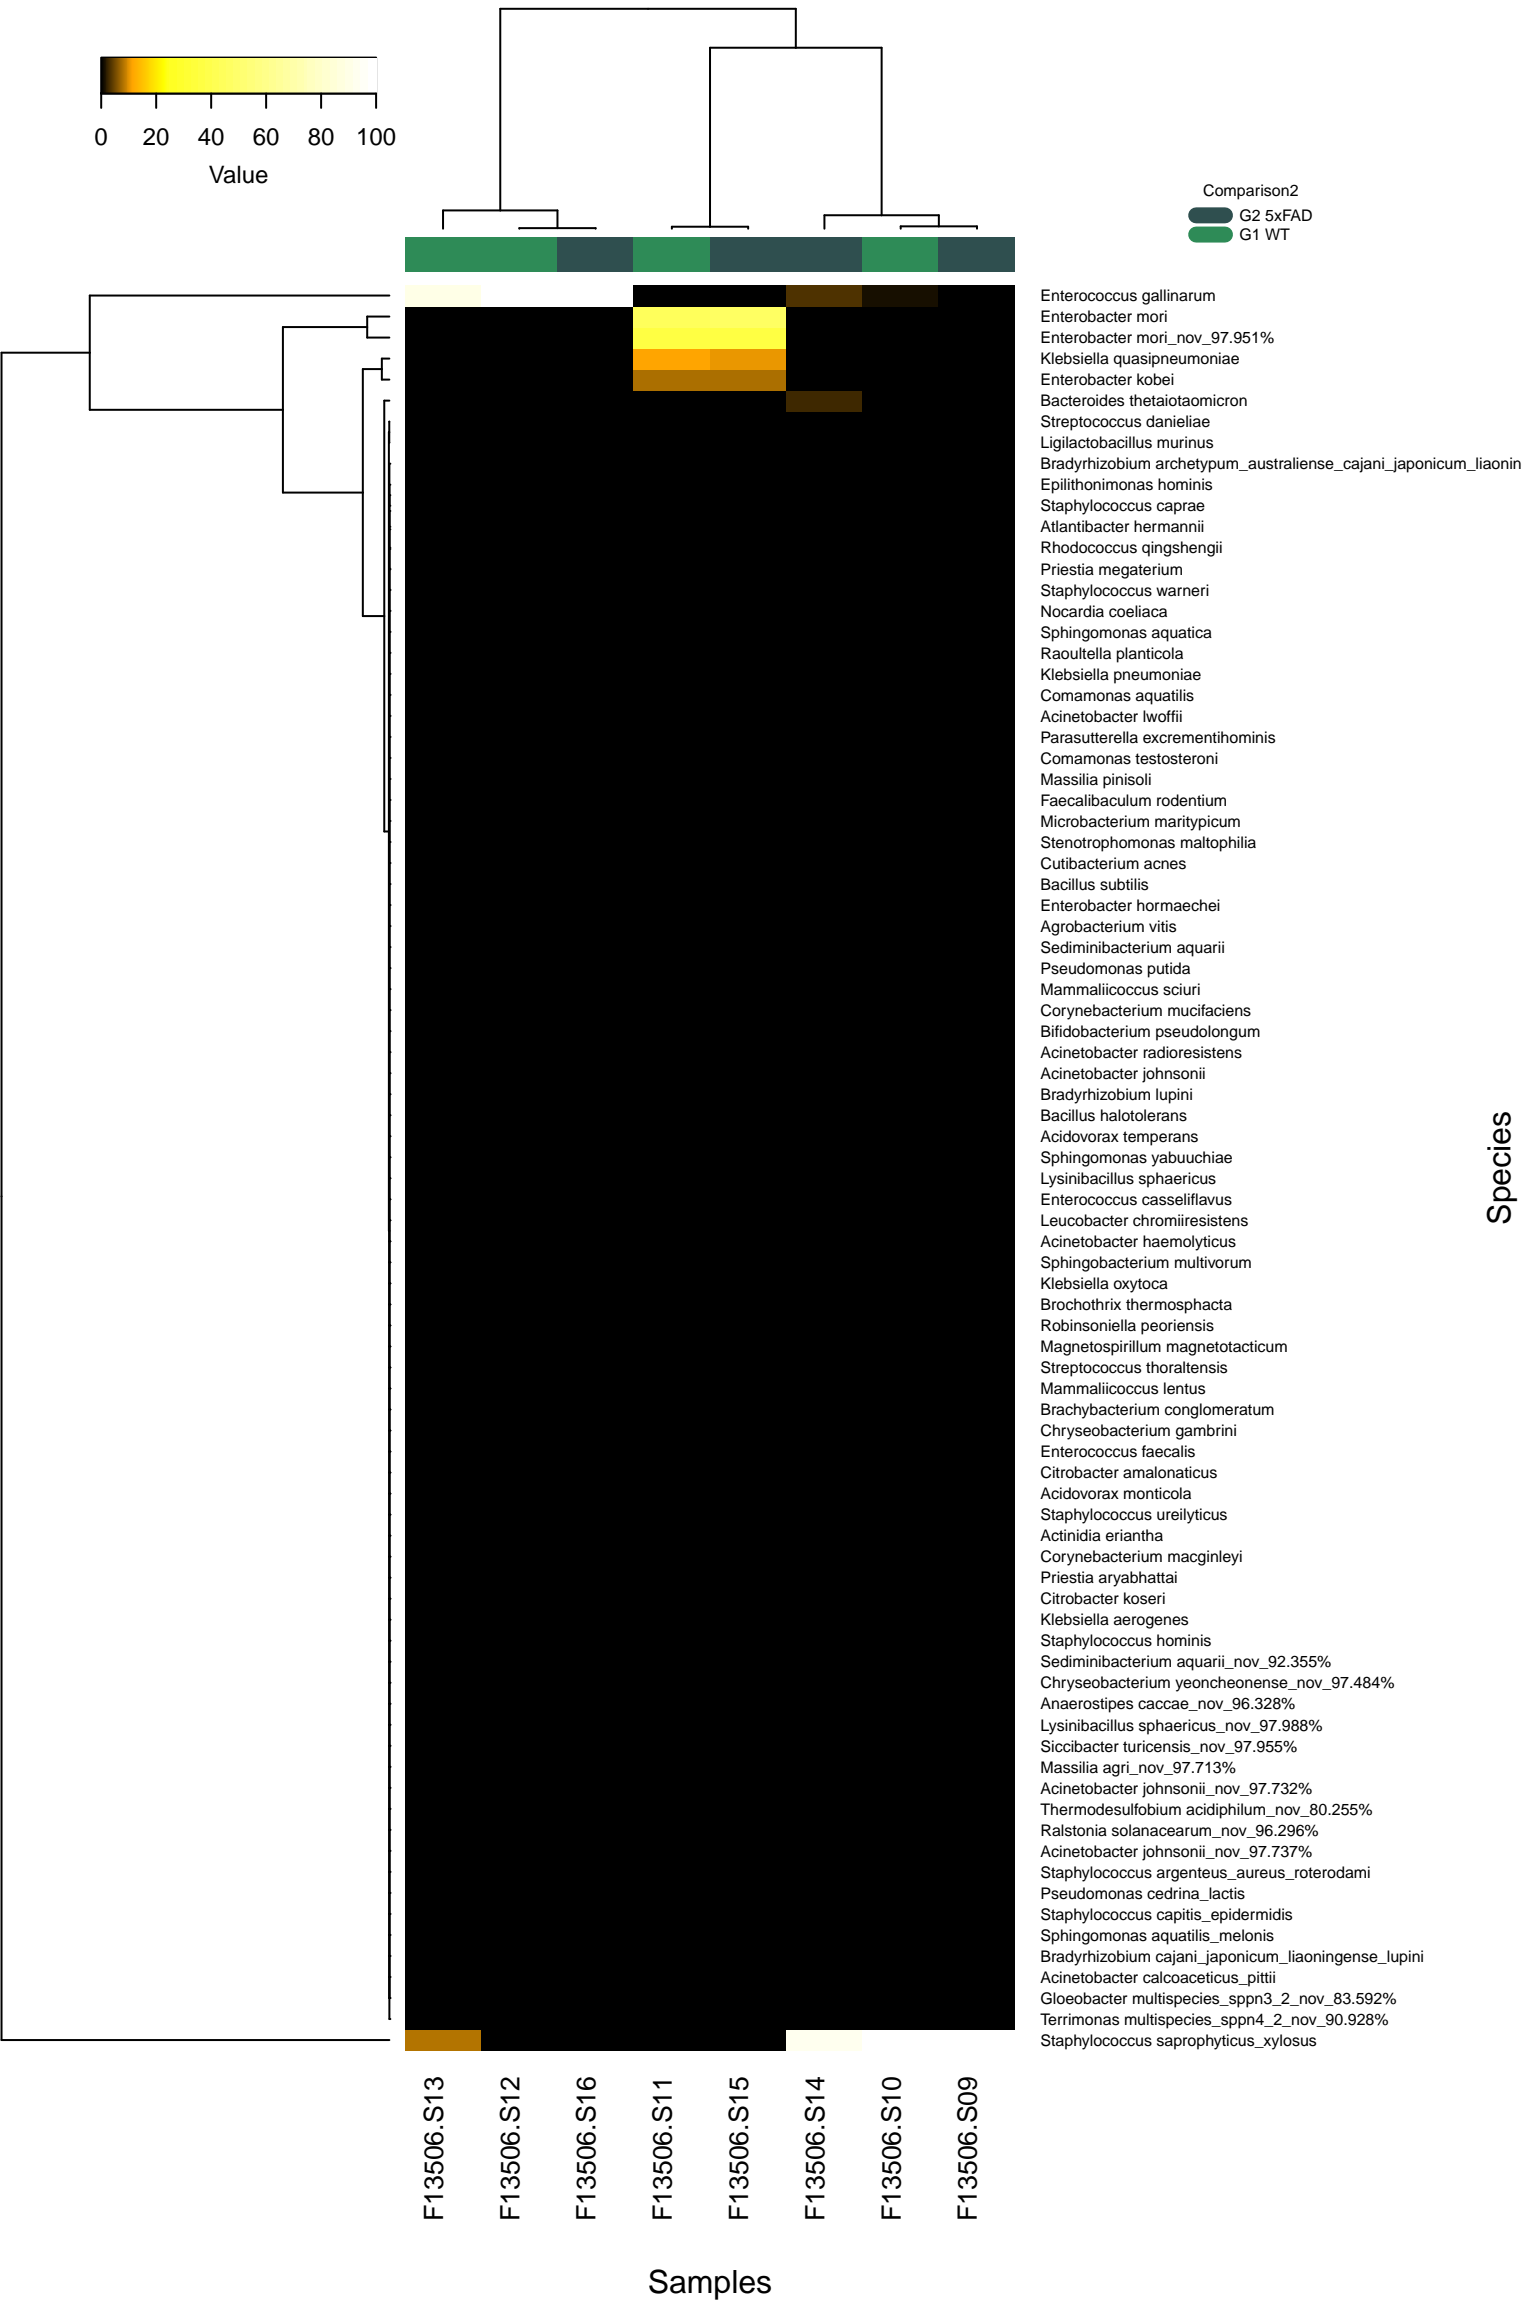 0 20 40 60 80 100
Value
Comparison2
G2 5xFAD
G1 WT
Enterococcus gallinarum
Enterobacter mori
Enterobacter mori_nov_97.951%
Klebsiella quasipneumoniae
Enterobacter kobei
Bacteroides thetaiotaomicron
Streptococcus danieliae
Ligilactobacillus murinus
Bradyrhizobium archetypum_australiense_cajani_japonicum_liaonin
Epilithonimonas hominis
Staphylococcus caprae
Atlantibacter hermannii
Rhodococcus qingshengii
Priestia megaterium
Staphylococcus warneri
Nocardia coeliaca
Sphingomonas aquatica
Raoultella planticola
Klebsiella pneumoniae
Comamonas aquatilis
Acinetobacter lwoffii
Parasutterella excrementihominis
Comamonas testosteroni
Massilia pinisoli
Faecalibaculum rodentium
Microbacterium maritypicum
Stenotrophomonas maltophilia
Cutibacterium acnes
Bacillus subtilis
Enterobacter hormaechei
Agrobacterium vitis
Sediminibacterium aquarii
Pseudomonas putida
Mammaliicoccus sciuri
Corynebacterium mucifaciens
Bifidobacterium pseudolongum
Acinetobacter radioresistens
Acinetobacter johnsonii
Bradyrhizobium lupini
Bacillus halotolerans
Acidovorax temperans
Sphingomonas yabuuchiae
Lysinibacillus sphaericus
Enterococcus casseliflavus
Leucobacter chromiiresistens
Acinetobacter haemolyticus
Sphingobacterium multivorum
Klebsiella oxytoca
Brochothrix thermosphacta
Robinsoniella peoriensis
Magnetospirillum magnetotacticum
Streptococcus thoraltensis
Mammaliicoccus lentus
Brachybacterium conglomeratum
Chryseobacterium gambrini
Enterococcus faecalis
Citrobacter amalonaticus
Acidovorax monticola
Staphylococcus ureilyticus
Actinidia eriantha
Corynebacterium macginleyi
Priestia aryabhattai
Citrobacter koseri
Klebsiella aerogenes
Staphylococcus hominis
Sediminibacterium aquarii_nov_92.355%
Chryseobacterium yeoncheonense_nov_97.484%
Anaerostipes caccae_nov_96.328%
Lysinibacillus sphaericus_nov_97.988%
Siccibacter turicensis_nov_97.955%
Massilia agri_nov_97.713%
Acinetobacter johnsonii_nov_97.732%
Thermodesulfobium acidiphilum_nov_80.255%
Ralstonia solanacearum_nov_96.296%
Acinetobacter johnsonii_nov_97.737%
Staphylococcus argenteus_aureus_roterodami
Pseudomonas cedrina_lactis
Staphylococcus capitis_epidermidis
Sphingomonas aquatilis_melonis
Bradyrhizobium cajani_japonicum_liaoningense_lupini
Acinetobacter calcoaceticus_pittii
Gloeobacter multispecies_sppn3_2_nov_83.592%
Terrimonas multispecies_sppn4_2_nov_90.928%
Staphylococcus saprophyticus_xylosus
Species
F13506.S13
F13506.S12
F13506.S16
F13506.S11
F13506.S15
F13506.S14
F13506.S10
F13506.S09
Samples